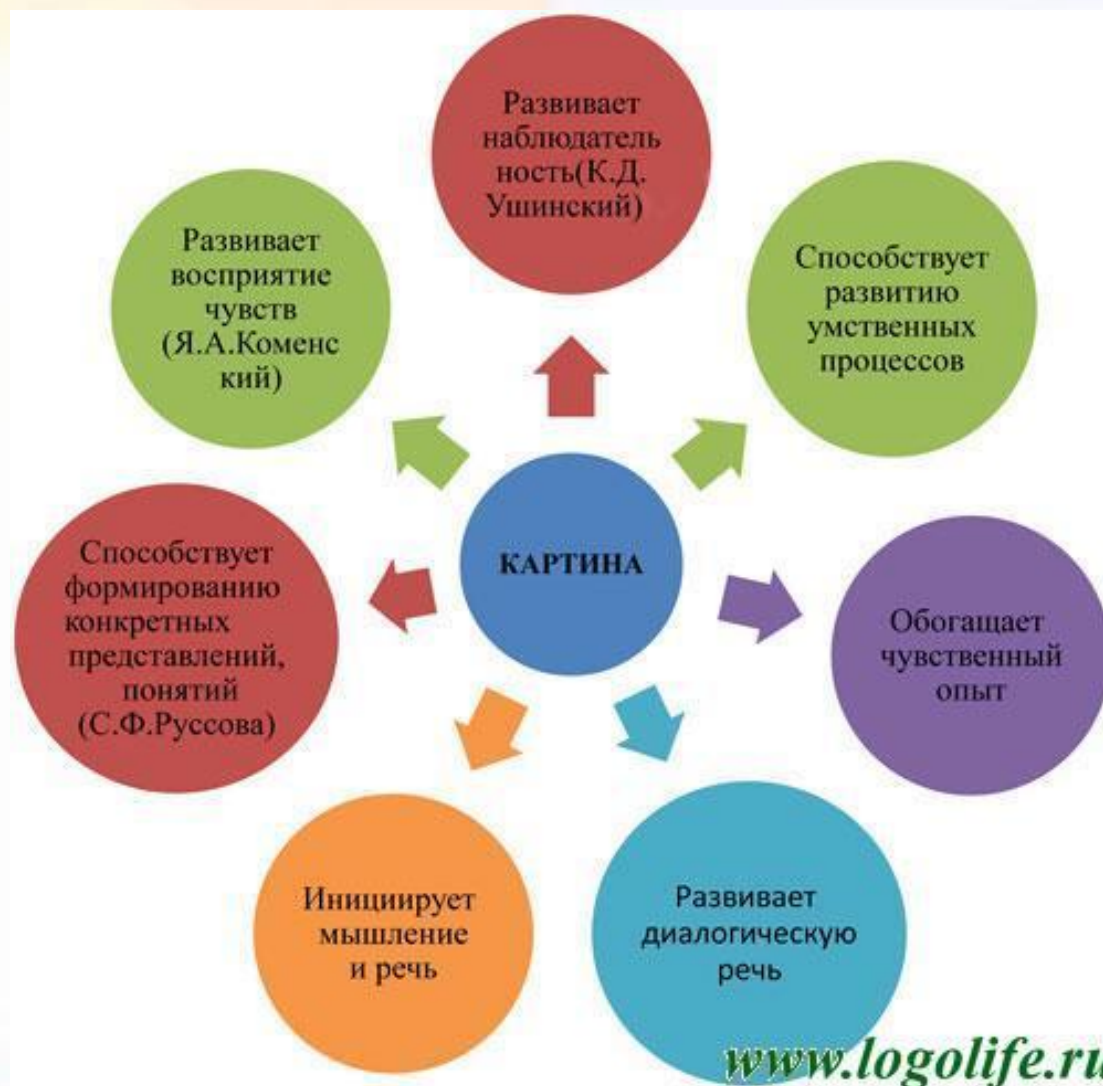 Развивает
наблюдатель
ность(К.Д.
Ушинский)
Развивает
восприятие
чувств
(Я.А.Коменс
кий)
Способствует
развитию
умственных
процессов
Способствует
формированию
конкретных
представлений,
понятий
(С.Ф.Руссова)
КАРТИНА
Обогащает
чувственный
опыт
Инициирует
мышление
и речь
Развивает
диалогическую
речь
www.logolife.ru